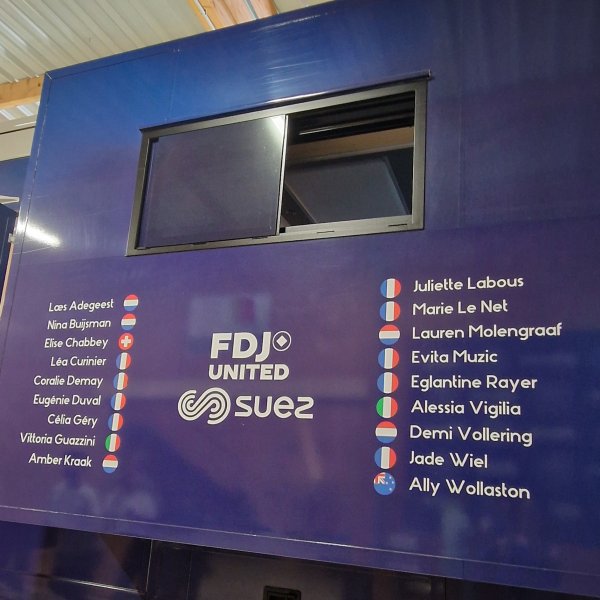 Loes Adegeest
Nina Buijsman
Elise Chabbey
Léa Curinier
Coralie Demay
Eugénie Duval
Célia Géry
Vittoria Guazzini
Amber Kraak
FDJ
UNITED
suez
Juliette Labous
Marie Le Net
Lauren Molengraaf
Evita Muzic
Eglantine Rayer
Alessia Vigilia
Demi Vollering
Jade Wiel
Ally Wollaston